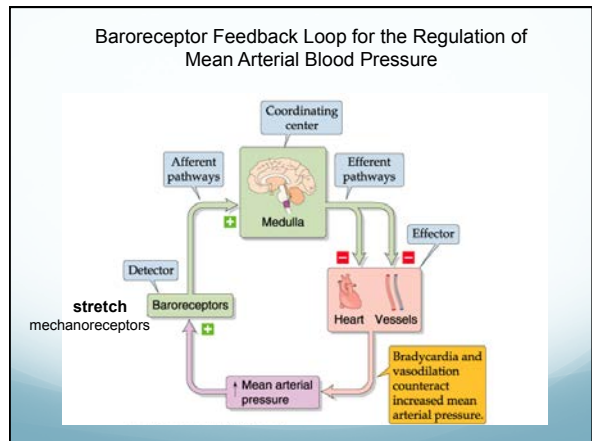 Baroreceptor Feedback Loop for the Regulation of
Mean Arterial Blood Pressure
Coordinating
center
Afferent
pathways
Efferent
pathways
Medulla
Effector
Detector
stretch
mechanoreceptors
Baroreceptors
Heart Vessels
↑ Mean arterial
pressure
Bradycardia and
vasodilation
counteract
increased mean
arterial pressure.
+
−
−
+